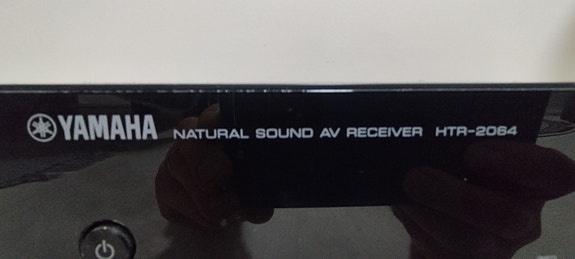 YAMAHA NATURAL SOUND AV RECEIVER HTR-2064